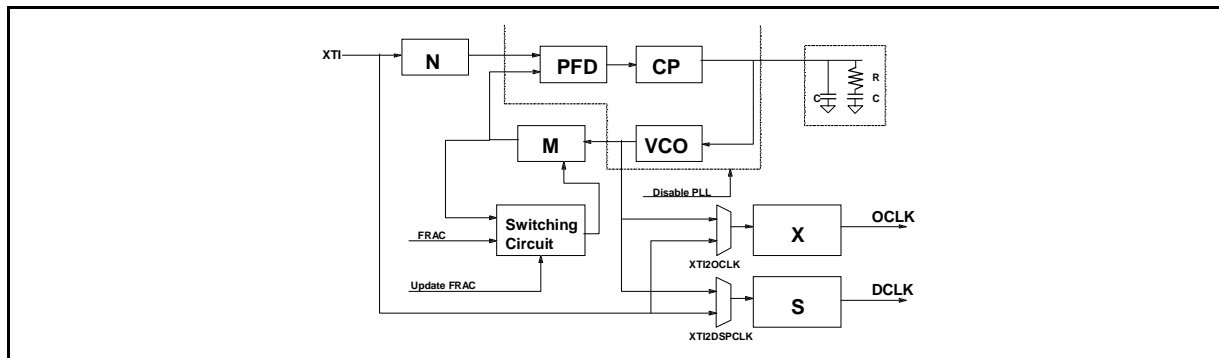 XTI
N
PFD
CP
R
C
C
M
VCO
Disable PLL
Switching
Circuit
FRAC
Update FRAC
XTI2OCLK
X
OCLK
XTI2DSPCLK
S
DCLK